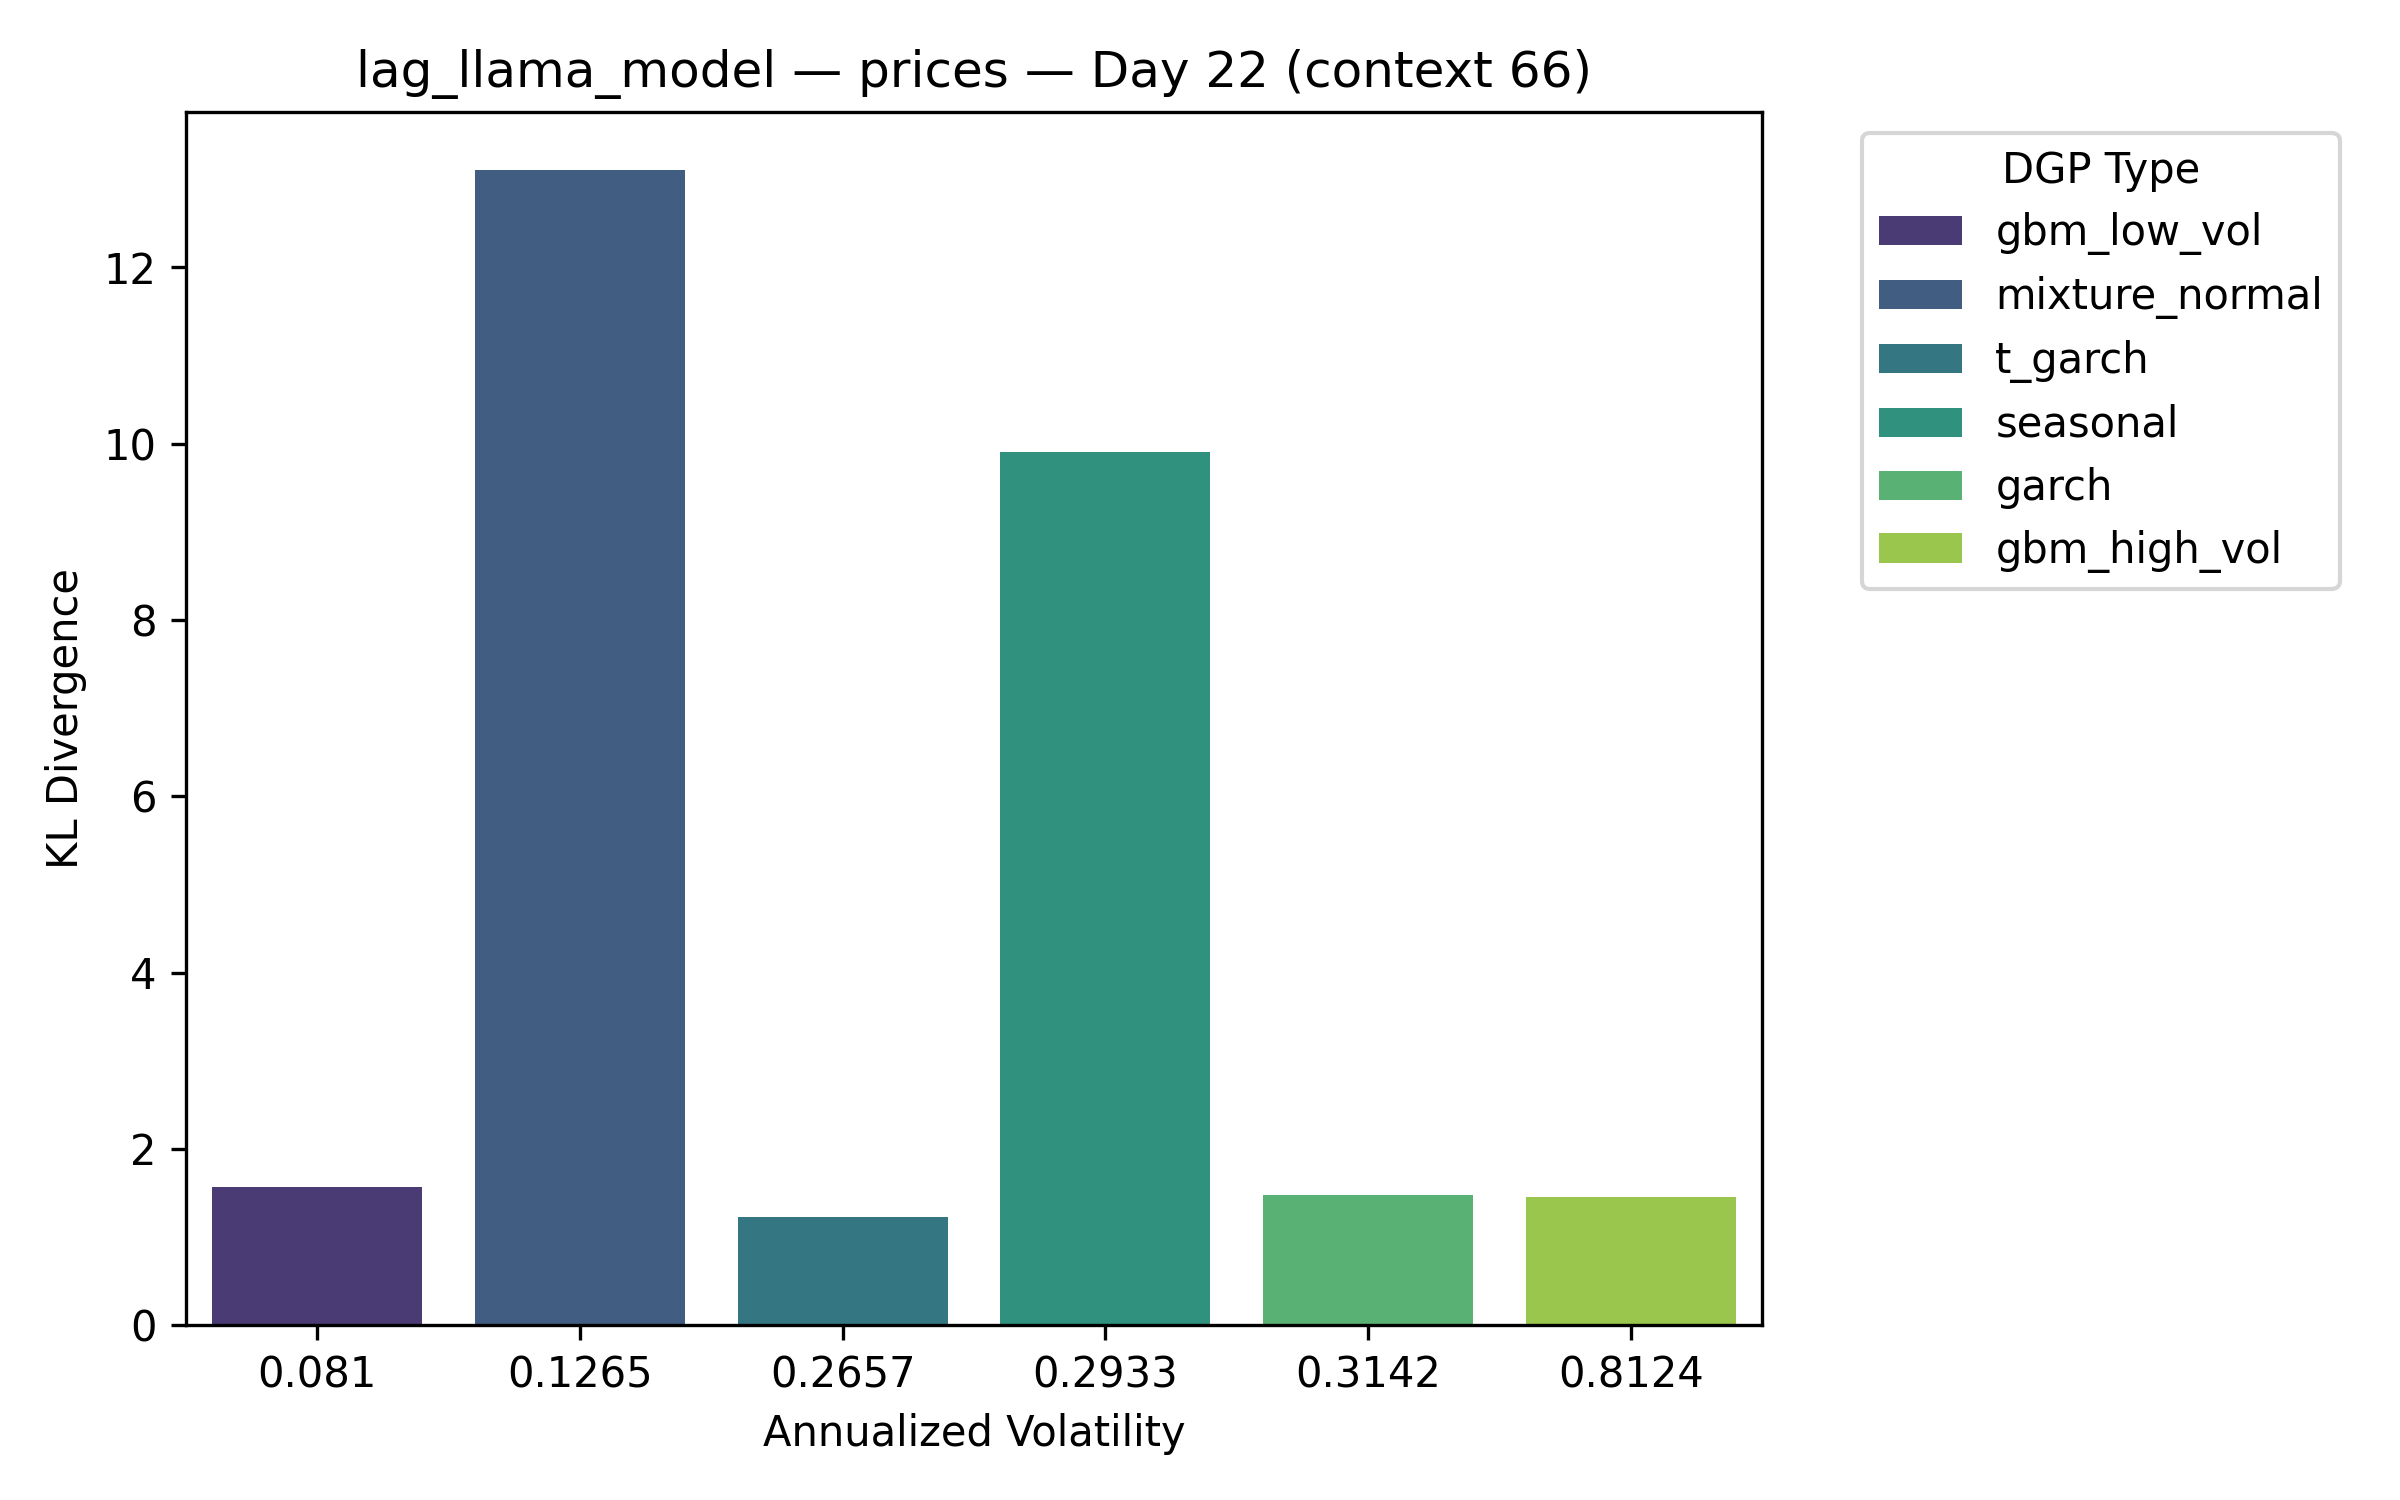 lag_llama_model — prices — Day 22 (context 66)
KL Divergence
12
10
8
6
4
2
0
0.081 0.1265 0.2657 0.2933 0.3142 0.8124
Annualized Volatility
DGP Type
gbm_low_vol
mixture_normal
t_garch
seasonal
garch
gbm_high_vol